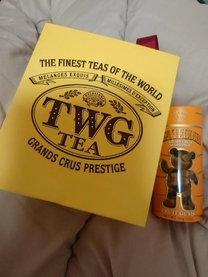 THE FINEST TEAS OF THE WORLD
MÉLANGES EXQUIS
MILLÉSIMES D'EXCEPTION
TWG
TEA
GRANDS CRUS PRESTIGE